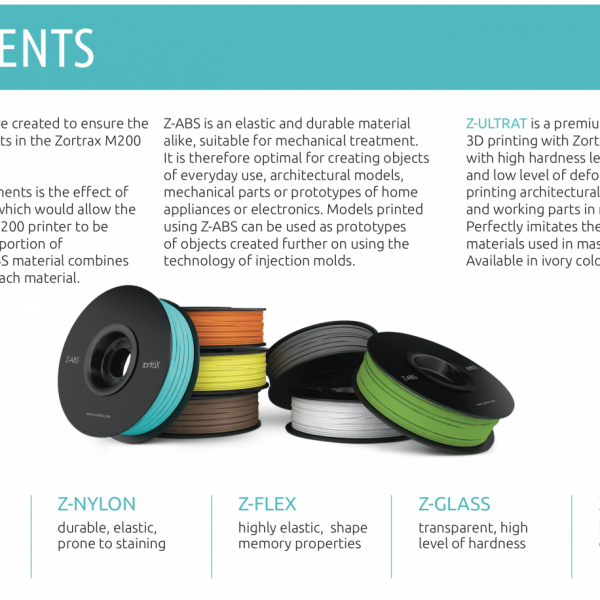 ENTS
e created to ensure the
ts in the Zortrax M200
ments is the effect of
which would allow the
200 printer to be
portion of
S material combines
ach material.
Z-ABS is an elastic and durable material
alike, suitable for mechanical treatment.
It is therefore optimal for creating objects
of everyday use, architectural models,
mechanical parts or prototypes of home
appliances or electronics. Models printed
using Z-ABS can be used as prototypes
of objects created further on using the
technology of injection molds.
Z-ULTRAT is a premiu
3D printing with Zort
with high hardness le
and low level of defo
printing architectural
and working parts in
Perfectly imitates the
materials used in mas
Available in ivory colo
Z-ABS
zortrax
Z-ABS
Z-NYLON
durable, elastic,
prone to staining
Z-FLEX
highly elastic, shape
memory properties
Z-GLASS
transparent, high
level of hardness